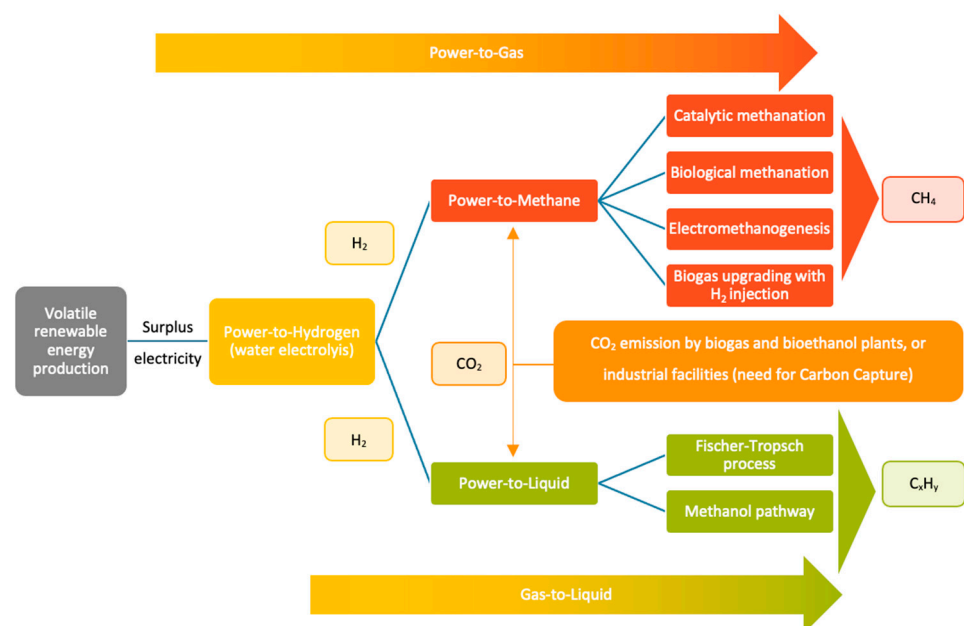 Power-to-Gas
Catalytic methanation
Biological methanation
Power-to-Methane
CH₄
Electromethanogenesis
H₂
Biogas upgrading with
H₂ injection
Volatile
renewable
energy
production
Surplus
electricity
Power-to-Hydrogen
(water electrolyis)
CO₂
CO₂ emission by biogas and bioethanol plants, or
industrial facilities (need for Carbon Capture)
H₂
Fischer-Tropsch
process
Power-to-Liquid
CₓHᵧ
Methanol pathway
Gas-to-Liquid